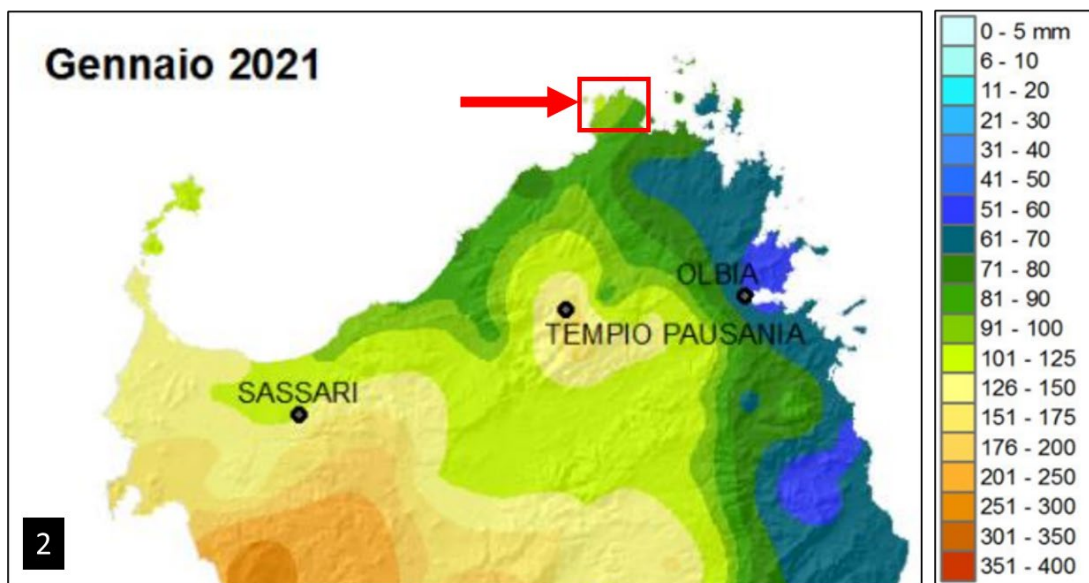 Gennaio 2021
OLBIA
TEMPIO PAUSANIA
SASSARI
2
0 - 5 mm
6 - 10
11 - 20
21 - 30
31 - 40
41 - 50
51 - 60
61 - 70
71 - 80
81 - 90
91 - 100
101 - 125
126 - 150
151 - 175
176 - 200
201 - 250
251 - 300
301 - 350
351 - 400